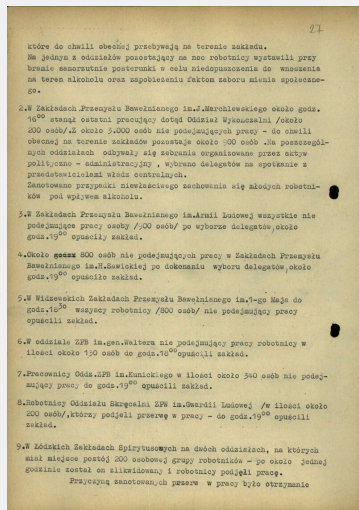 27
które do chwili obecnej przebywają na terenie zakładu.
Na jednym z oddziałów pozostający na noc robotnicy wystawili przy
bramie samorzutnie posterunki w celu niedopuszczenia do wnoszenia
na teren alkoholu oraz zapobieżeniu faktom zaboru mienia społeczne-
go.
2.W Zakładach Przemysłu Bawełnianego im.J.Marchlewskiego około godz.
16⁰⁰ stanął ostatni pracujący dotąd Oddział Wykończalni /około
200 osób/.Z około 3.000 osób nie podejmujących pracy - do chwili
obecnej na terenie zakładów pozostaje około 900 osób .Na poszczegól-
nych oddziałach odbywały się zebrania organizowane przez aktyw
polityczno - administracyjny , wybrano delegatów na spotkanie z
przedstawicielami władz centralnych.
Zanotowano przypadki niewłaściwego zachowania się młodych robotni-
ków pod wpływem alkoholu.
3.W Zakładach Przemysłu Bawełnianego im.Armii Ludowej wszystkie nie
podejmujące pracy osoby /900 osób/ po wyborze delegatów,około
godz.19⁰⁰ opuściły zakład.
4.Około godzx 800 osób nie podejmujących pracy w Zakładach Przemysłu
Bawełnianego im.H.Sawickiej po dokonaniu wyboru delegatów,około
godz.19⁰⁰ opuściło zakład.
5.W Widzewskich Zakładach Przemysłu Bawełnianego im.1-go Maja do
godz.18³⁰ wszyscy robotnicy /800 osób/ nie podejmujący pracy
opuścili zakład.
6.W oddziale ZPB im.gen.Waltera nie podejmujący pracy robotnicy w
ilości około 130 osób do godz.18⁰⁰opuścili zakład.
7.Pracownicy Oddz.ZPB im.Kunickiego w ilości około 340 osób nie podej-
mujący pracy do godz.19⁰⁰ opuścili zakład.
8.Robotnicy Oddziału Skręcalni ZPW im.Gwardii Ludowej /w ilości około
200 osób/,którzy podjeli przerwę w pracy - do godz.19⁰⁰ opuścili
zakład.
9.W Łódzkich Zakładach Spirytusowych na dwóch oddziałach, na których
miał miejsce postój 200 osobowej grupy robotników - po około jednej
godzinie został on zlikwidowany i robotnicy podjęli pracę.
Przyczyną zanotowanych przerw w pracy było otrzymanie